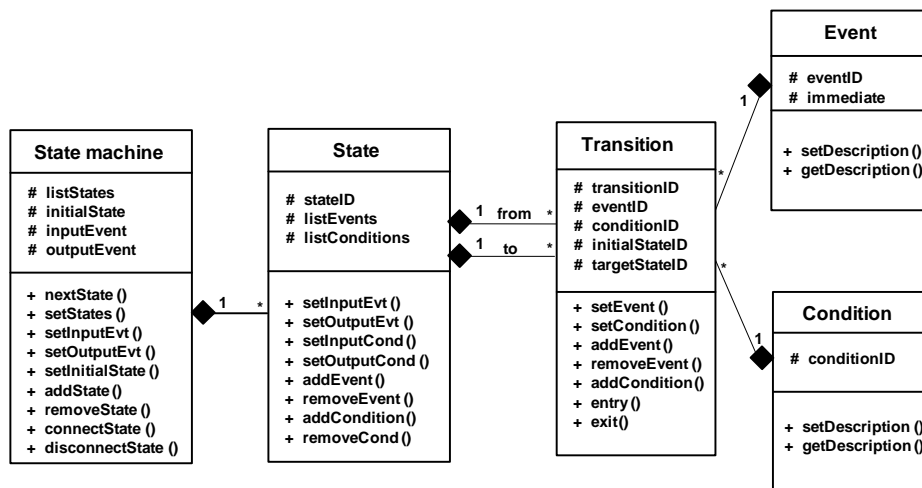 State machine
# listStates
# initialState
# inputEvent
# outputEvent
+ nextState()
+ setStates()
+ setInputEvt()
+ setOutputEvt()
+ setInitialState()
+ addState()
+ removeState()
+ connectState()
+ disconnectState()
1 *
State
# stateID
# listEvents
# listConditions
+ setInputEvt()
+ setOutputEvt()
+ setInputCond()
+ setOutputCond()
+ addEvent()
+ removeEvent()
+ addCondition()
+ removeCond()
1 from *
1 to *
Transition
# transitionID
# eventID
# conditionID
# initialStateID
# targetStateID
+ setEvent()
+ setCondition()
+ addEvent()
+ removeEvent()
+ addCondition()
+ entry()
+ exit()
1
*
Event
# eventID
# immediate
+ setDescription()
+ getDescription()
*
1
Condition
# conditionID
+ setDescription()
+ getDescription()